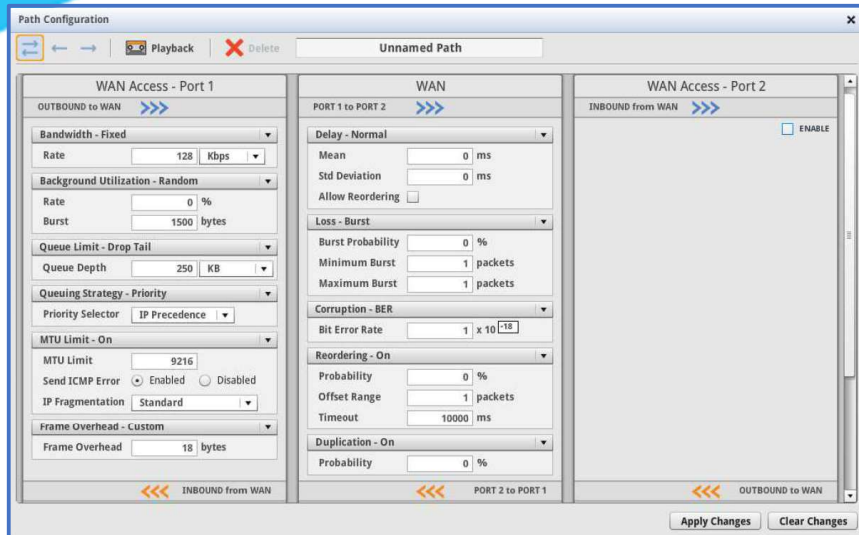 Path Configuration
Playback
Delete
Unnamed Path
WAN Access - Port 1
OUTBOUND to WAN
Bandwidth - Fixed
Rate 128 Kbps
Background Utilization - Random
Rate 0 %
Burst 1500 bytes
Queue Limit - Drop Tail
Queue Depth 250 KB
Queuing Strategy - Priority
Priority Selector IP Precedence
MTU Limit - On
MTU Limit 9216
Send ICMP Error Enabled Disabled
IP Fragmentation Standard
Frame Overhead - Custom
Frame Overhead 18 bytes
INBOUND from WAN
WAN
PORT 1 to PORT 2
Delay - Normal
Mean 0 ms
Std Deviation 0 ms
Allow Reordering
Loss - Burst
Burst Probability 0 %
Minimum Burst 1 packets
Maximum Burst 1 packets
Corruption - BER
Bit Error Rate 1 x 10 -18
Reordering - On
Probability 0 %
Offset Range 1 packets
Timeout 10000 ms
Duplication - On
Probability 0 %
PORT 2 to PORT 1
WAN Access - Port 2
INBOUND from WAN
ENABLE
OUTBOUND to WAN
Apply Changes
Clear Changes